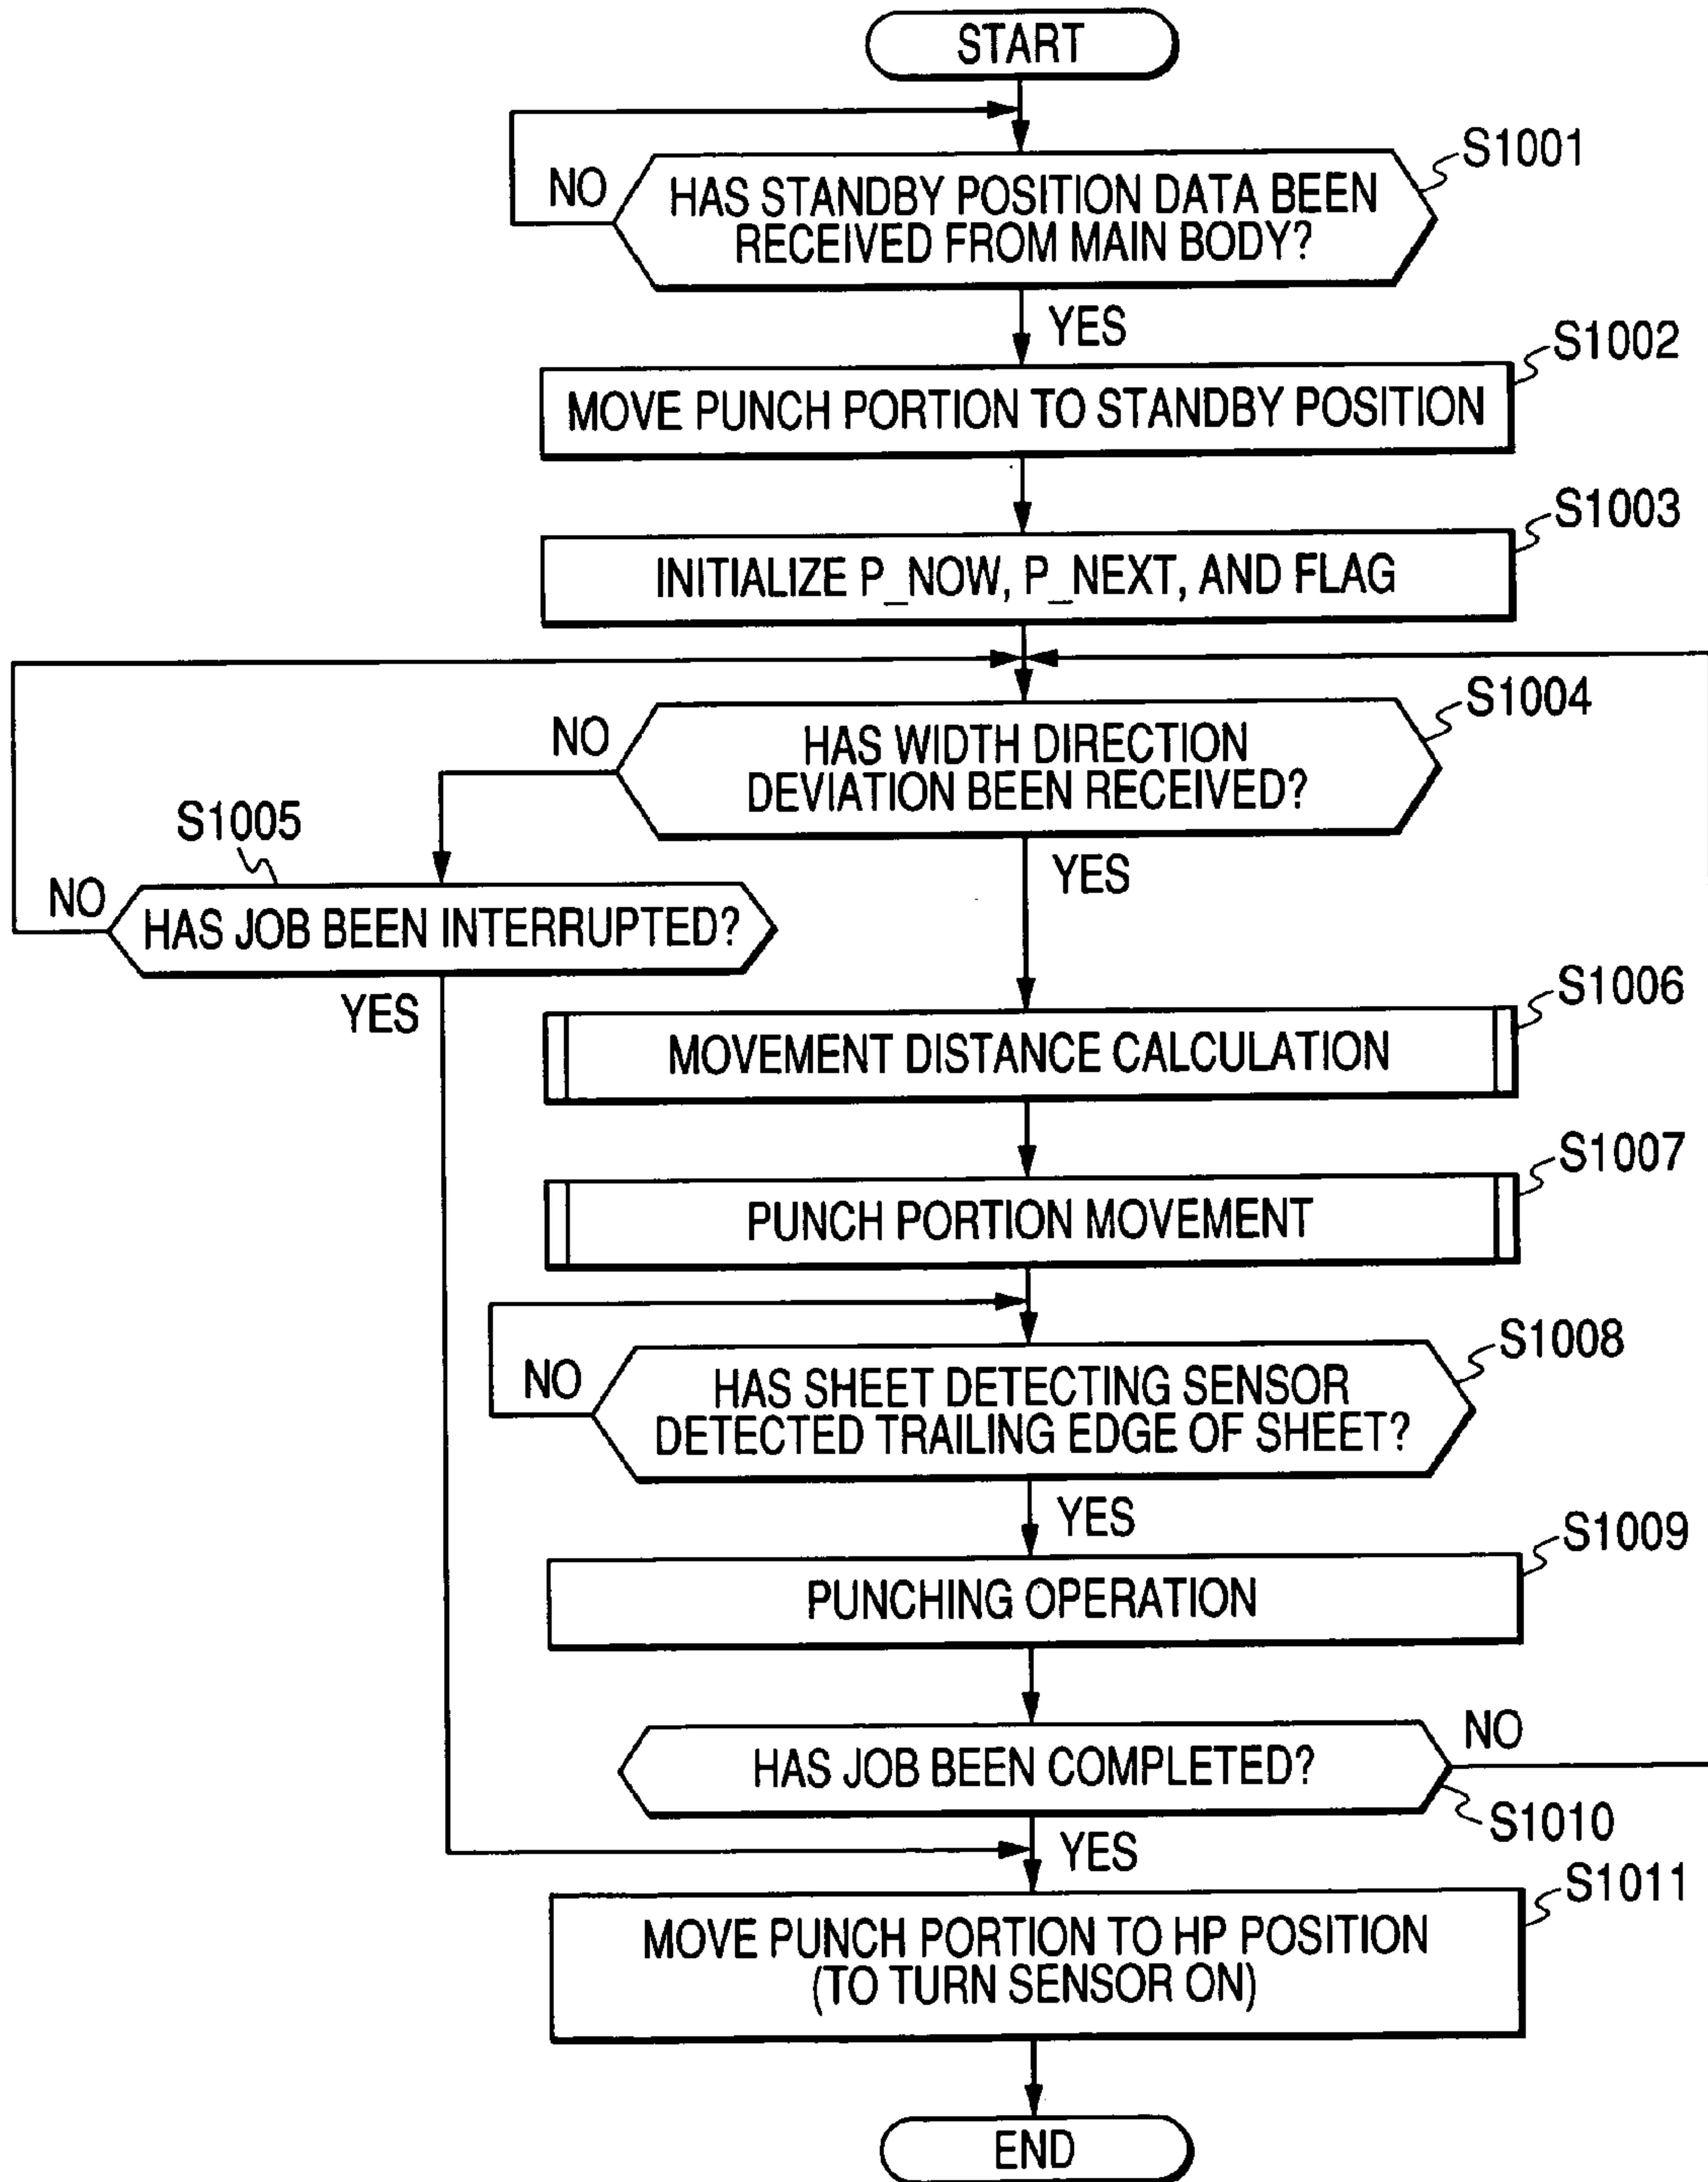 START
S1001
NO
HAS STANDBY POSITION DATA BEEN
RECEIVED FROM MAIN BODY?
YES
S1002
MOVE PUNCH PORTION TO STANDBY POSITION
S1003
INITIALIZE P_NOW, P_NEXT, AND FLAG
S1004
NO
HAS WIDTH DIRECTION
DEVIATION BEEN RECEIVED?
S1005
YES
NO
HAS JOB BEEN INTERRUPTED?
YES
S1006
MOVEMENT DISTANCE CALCULATION
S1007
PUNCH PORTION MOVEMENT
S1008
NO
HAS SHEET DETECTING SENSOR
DETECTED TRAILING EDGE OF SHEET?
YES
S1009
PUNCHING OPERATION
NO
HAS JOB BEEN COMPLETED?
S1010
YES
S1011
MOVE PUNCH PORTION TO HP POSITION
(TO TURN SENSOR ON)
END